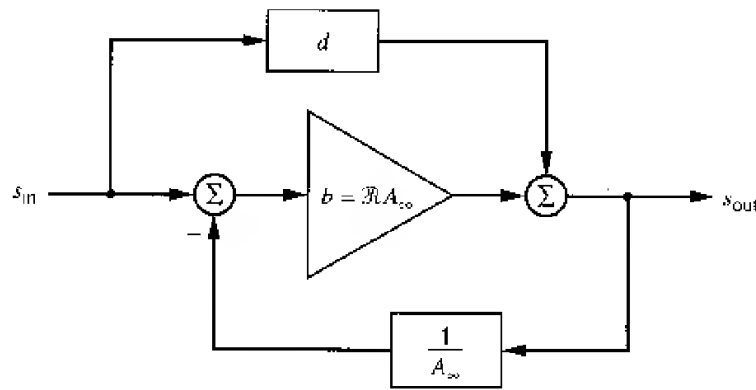 d
s_in
Σ
b = ℛA_∞
Σ
s_out
−
1
A_∞